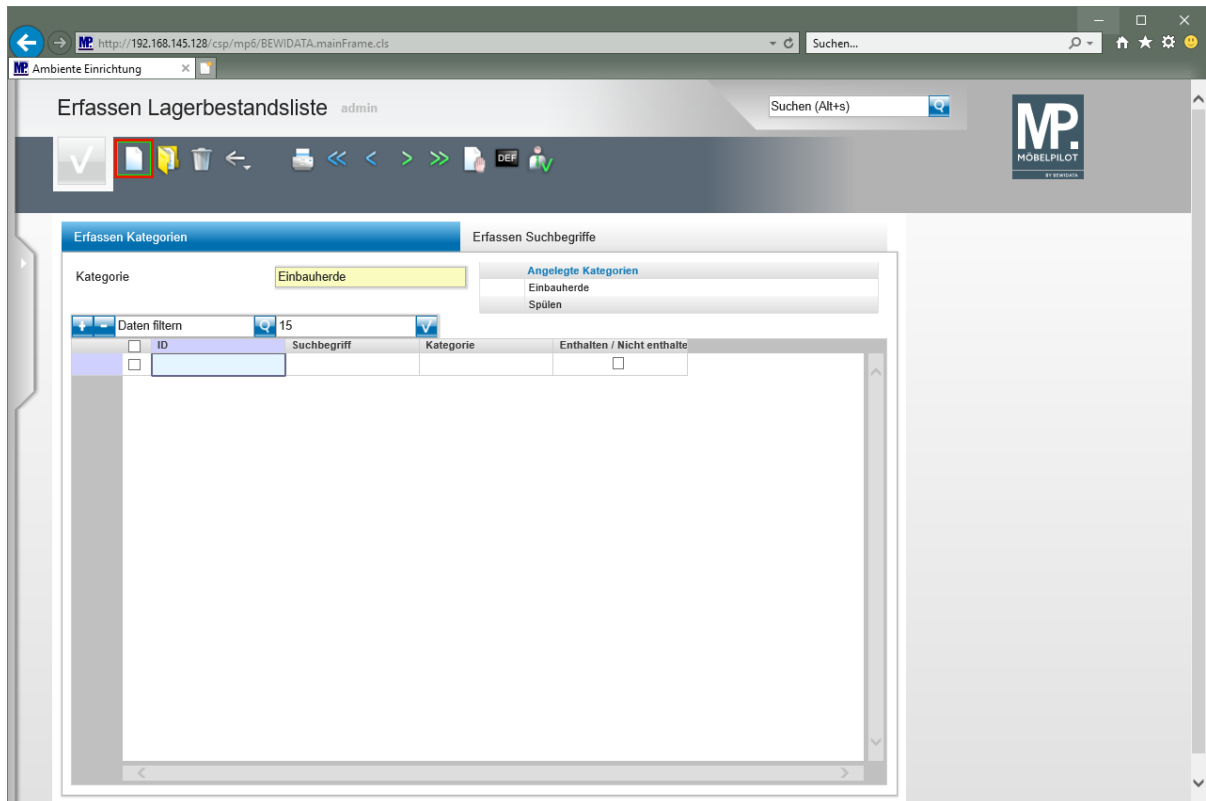 http://192.168.145.128/csp/mp6/BEWIDATA.mainFrame.cls
Suchen...
MP. Ambiente Einrichtung
Erfassen Lagerbestandsliste admin
Suchen (Alt+s)
MP.
MÖBELPILOT
BY BEWIDATA
DEF
Erfassen Kategorien
Erfassen Suchbegriffe
Kategorie
Einbauherde
Angelegte Kategorien
Einbauherde
Spülen
Daten filtern
15
ID Suchbegriff Kategorie Enthalten / Nicht enthalte